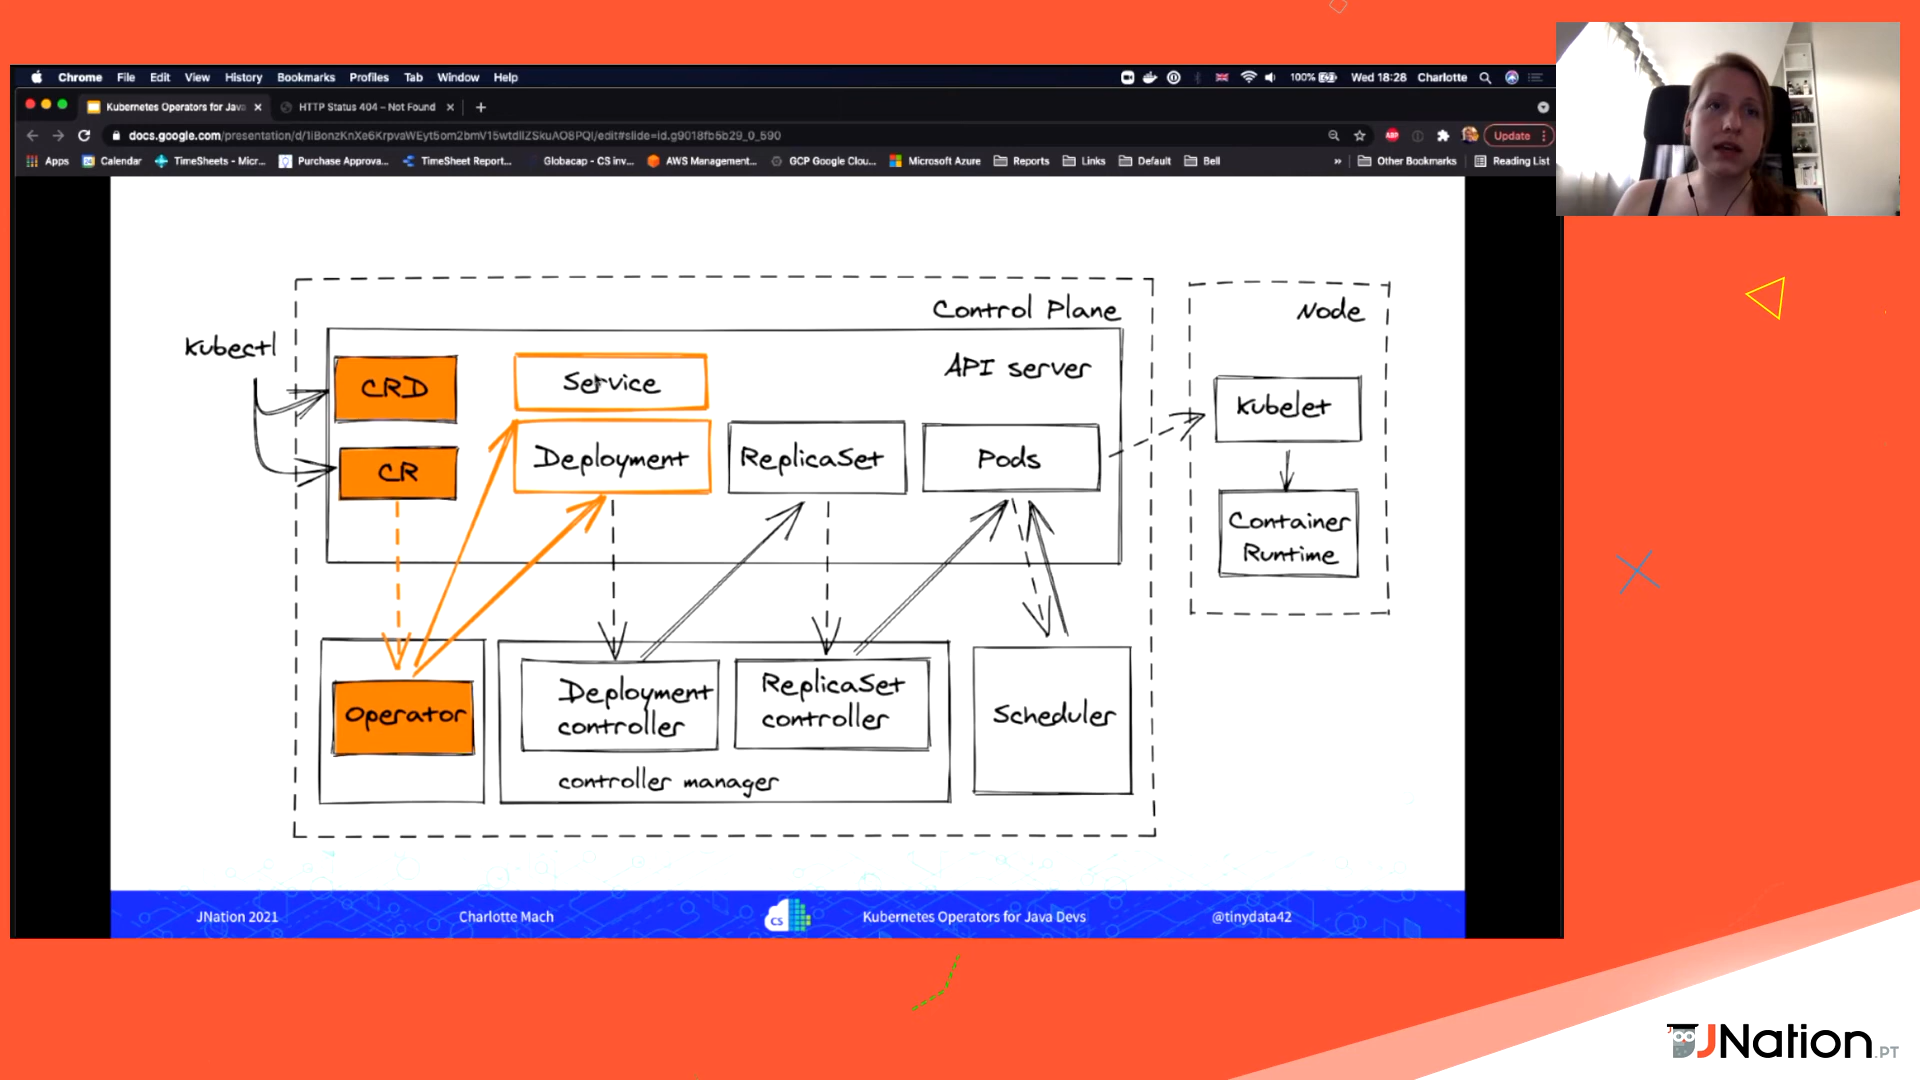 Chrome File Edit View History Bookmarks Profiles Tab Window Help
100% Wed 18:28 Charlotte
Kubernetes Operators for Java
HTTP Status 404 – Not Found
Update
Apps Calendar TimeSheets - Micr... Purchase Approva... TimeSheet Report... Globacap - CS inv... AWS Management... GCP Google Clou... Microsoft Azure Reports Links Default Bell » Other Bookmarks Reading List
Control Plane
Node
Kubectl
API server
CRD
Service
Kubelet
CR
Deployment
ReplicaSet
Pods
Container
Runtime
Operator
Deployment
controller
ReplicaSet
controller
Scheduler
controller manager
JNation 2021
Charlotte Mach
CS
Kubernetes Operators for Java Devs
@tinydata42
JNation.PT